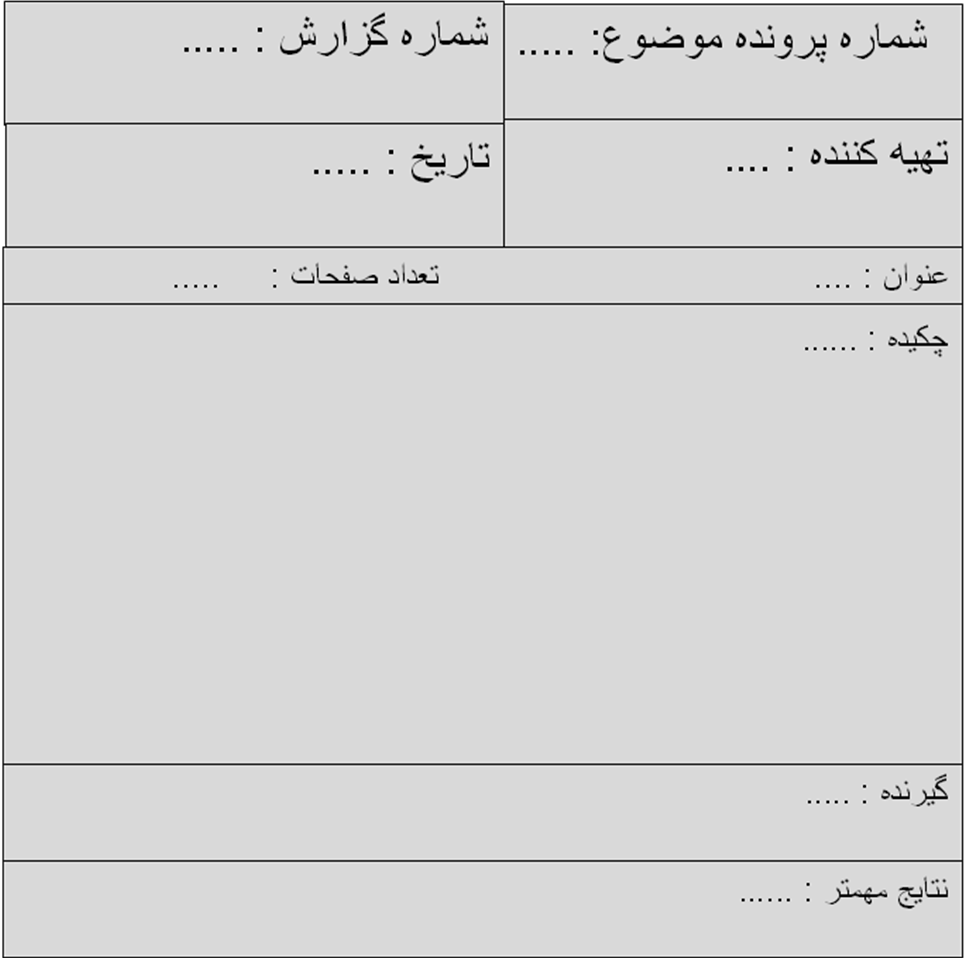 شماره پرونده موضوع: .....
شماره گزارش : .....
تهیه کننده : ....
تاریخ : .....
عنوان : .... تعداد صفحات : .....
چکیده : ......
گیرنده : .....
نتایج مهمتر : ......